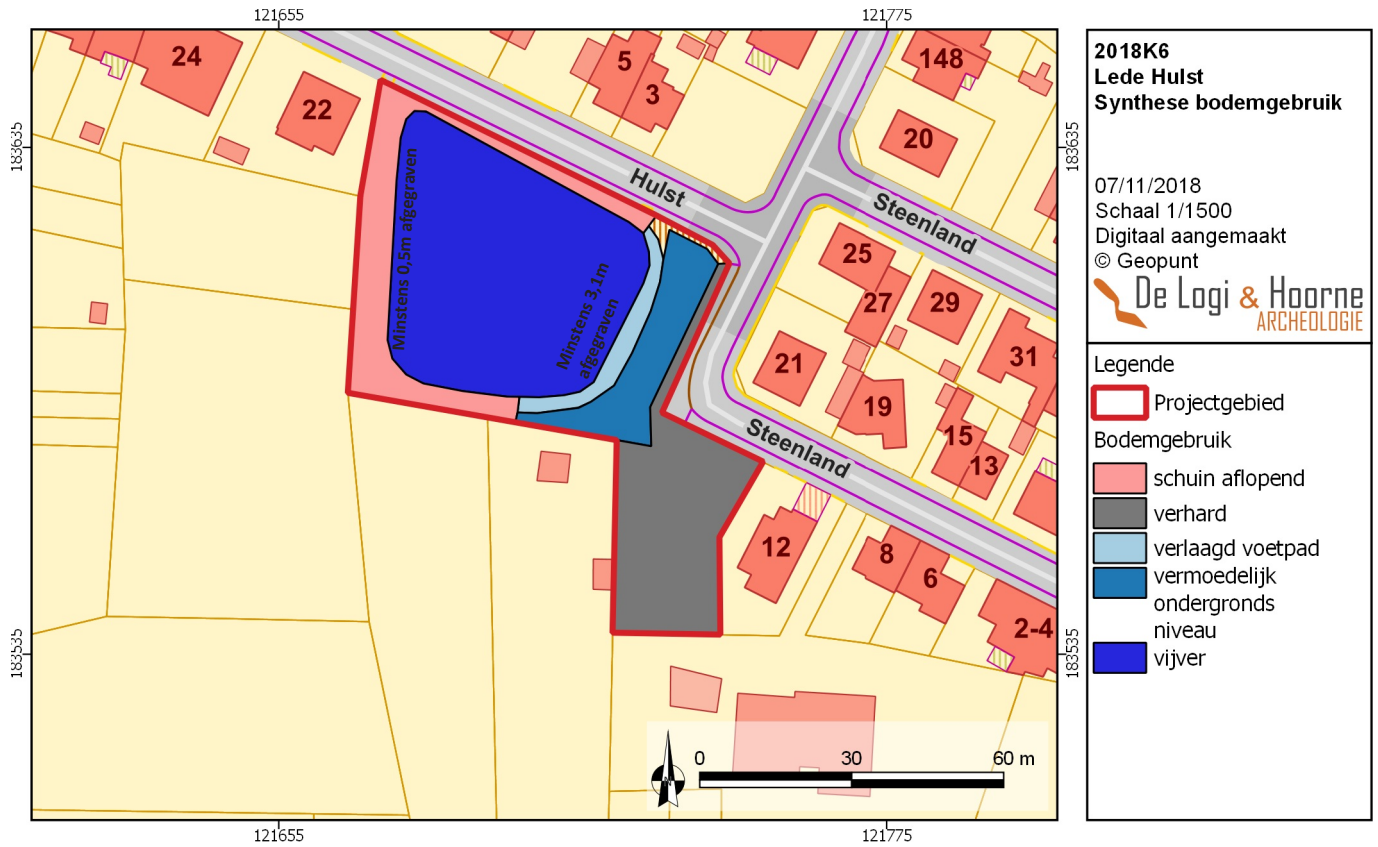 121655
121775
183635
183635
24
22
5
3
148
20
Hulst
Steenland
Minstens 0,5m afgegraven
Minstens 3,1m
afgegraven
25
27
29
31
21
19
15
13
Steenland
12
8
6
2-4
183535
183535
N
0 30 60 m
121655
121775
2018K6
Lede Hulst
Synthese bodemgebruik
07/11/2018
Schaal 1/1500
Digitaal aangemaakt
© Geopunt
De Logi & Hoorne
ARCHEOLOGIE
Legende
Projectgebied
Bodemgebruik
schuin aflopend
verhard
verlaagd voetpad
vermoedelijk
ondergronds
niveau
vijver